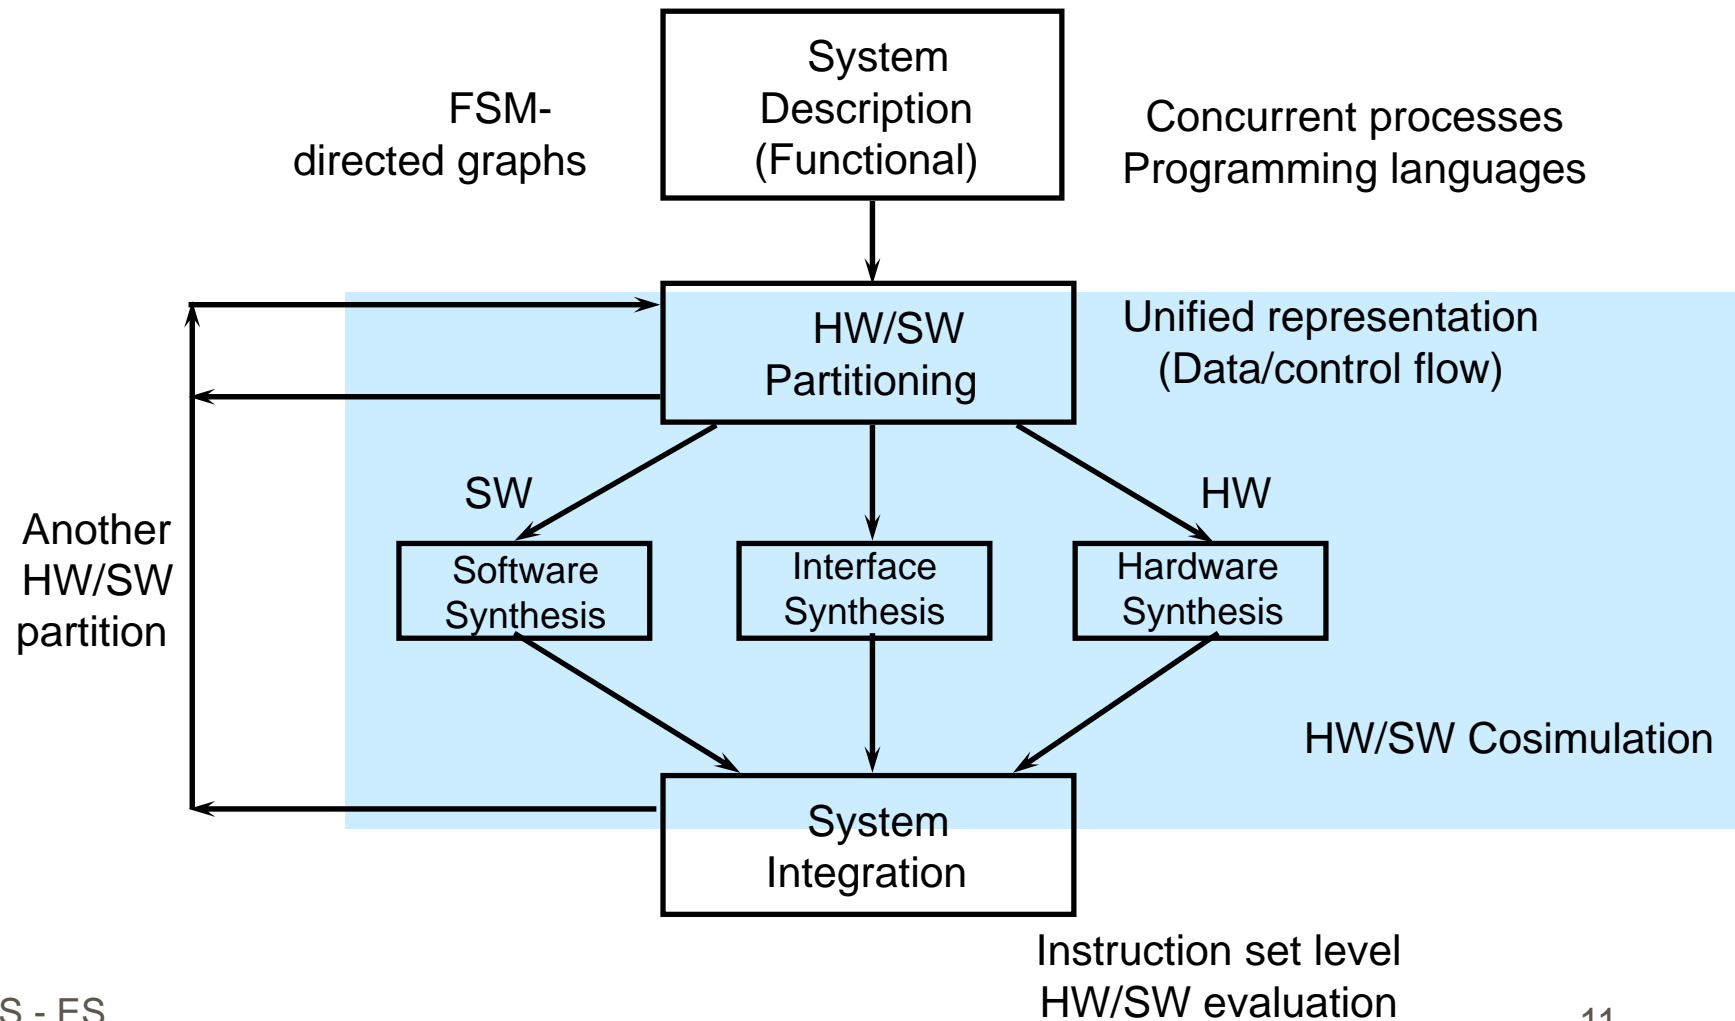 System
Description
(Functional)
FSM-
directed graphs
Concurrent processes
Programming languages
HW/SW
Partitioning
Unified representation
(Data/control flow)
SW
HW
Another
HW/SW
partition
Software
Synthesis
Interface
Synthesis
Hardware
Synthesis
HW/SW Cosimulation
System
Integration
Instruction set level
HW/SW evaluation
S - ES
11